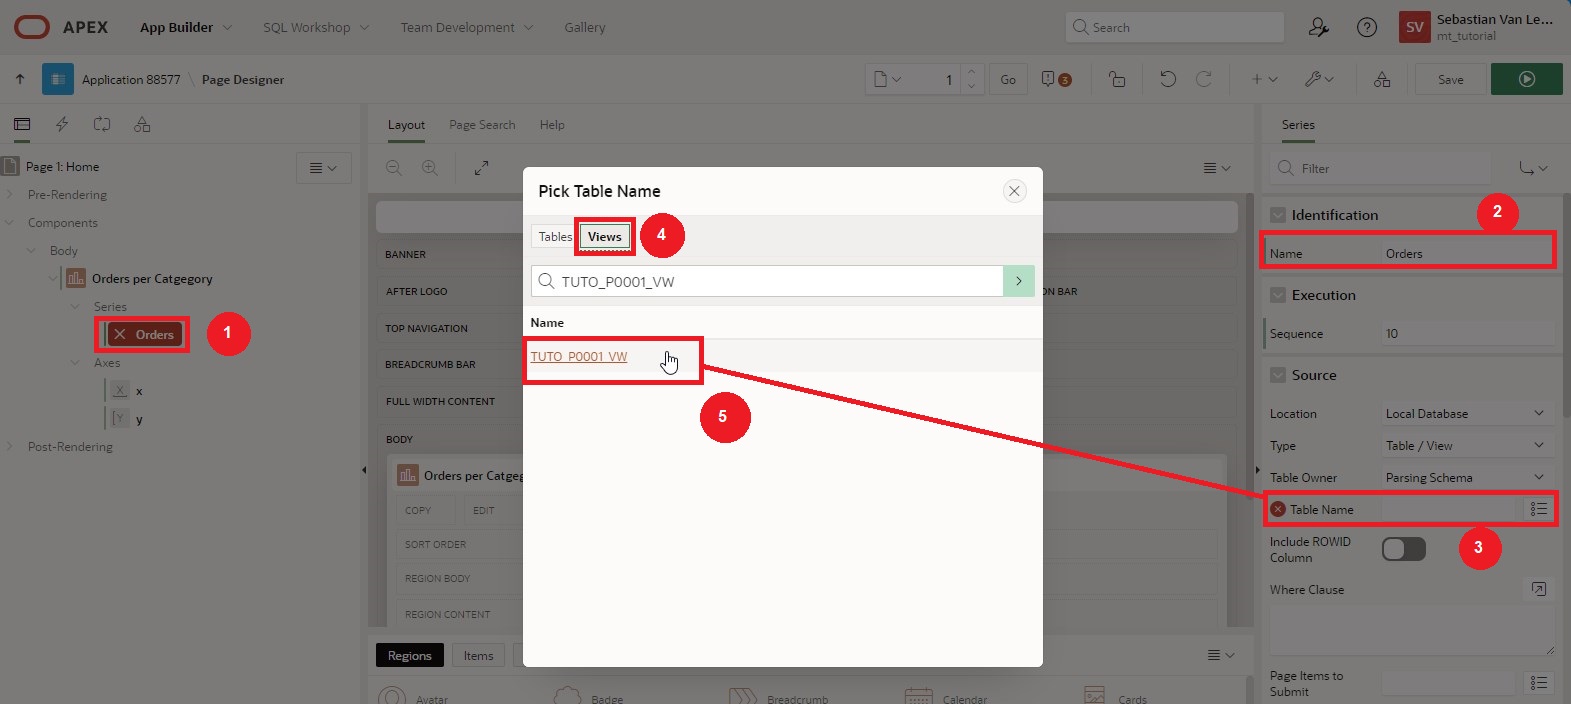 APEX
App Builder
SQL Workshop
Team Development
Gallery
Search
SV
Sebastian Van Le...
mt_tutorial
Application 88577 \ Page Designer
1
Go
3
Save
Layout
Page Search
Help
Series
Page 1: Home
Pre-Rendering
Components
Body
Orders per Catgegory
Series
Orders
1
Axes
X x
Y y
Post-Rendering
BANNER
AFTER LOGO
ON BAR
TOP NAVIGATION
BREADCRUMB BAR
FULL WIDTH CONTENT
BODY
Orders per Catgeg
COPY
EDIT
SORT ORDER
REGION BODY
REGION CONTENT
Regions
Items
Avatar
Badge
Breadcrumb
Calendar
Cards
Pick Table Name
Tables
Views
4
TUTO_P0001_VW
Name
TUTO_P0001_VW
5
Filter
Identification
2
Name Orders
Execution
Sequence 10
Source
Location Local Database
Type Table / View
Table Owner Parsing Schema
Table Name
3
Include ROWID
Column
Where Clause
Page Items to
Submit